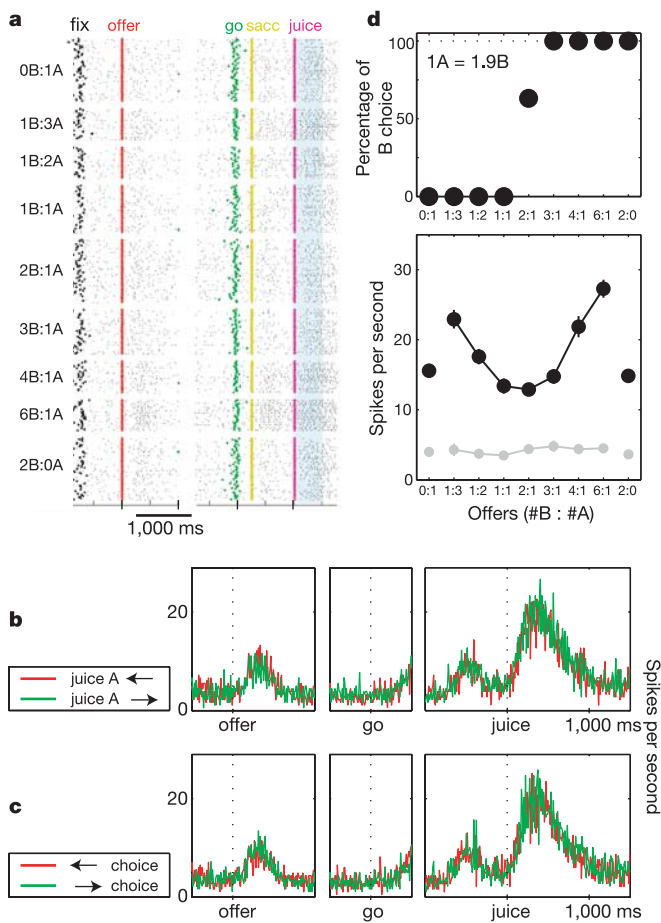 a
fix offer go sacc juice
0B:1A
1B:3A
1B:2A
1B:1A
2B:1A
3B:1A
4B:1A
6B:1A
2B:0A
1,000 ms
d
Percentage of
B choice
100
50
0
1A = 1.9B
0:1 1:3 1:2 1:1 2:1 3:1 4:1 6:1 2:0
Spikes per second
30
20
10
0
0:1 1:3 1:2 1:1 2:1 3:1 4:1 6:1 2:0
Offers (#B : #A)
b
juice A ←
juice A →
20
0
offer go juice 1,000 ms
Spikes per second
c
← choice
→ choice
20
0
offer go juice 1,000 ms